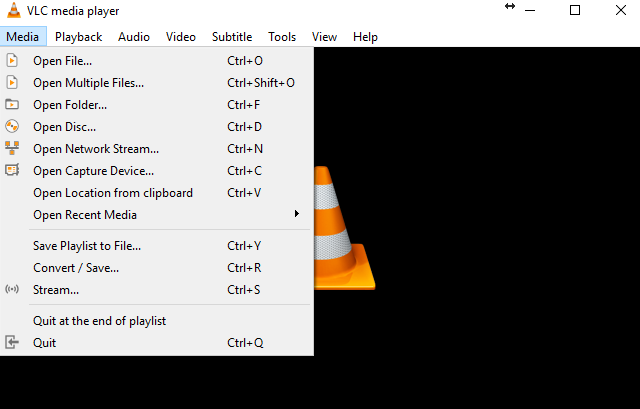 VLC media player
Media Playback Audio Video Subtitle Tools View Help
Open File... Ctrl+O
Open Multiple Files... Ctrl+Shift+O
Open Folder... Ctrl+F
Open Disc... Ctrl+D
Open Network Stream... Ctrl+N
Open Capture Device... Ctrl+C
Open Location from clipboard Ctrl+V
Open Recent Media
Save Playlist to File... Ctrl+Y
Convert / Save... Ctrl+R
Stream... Ctrl+S
Quit at the end of playlist
Quit Ctrl+Q